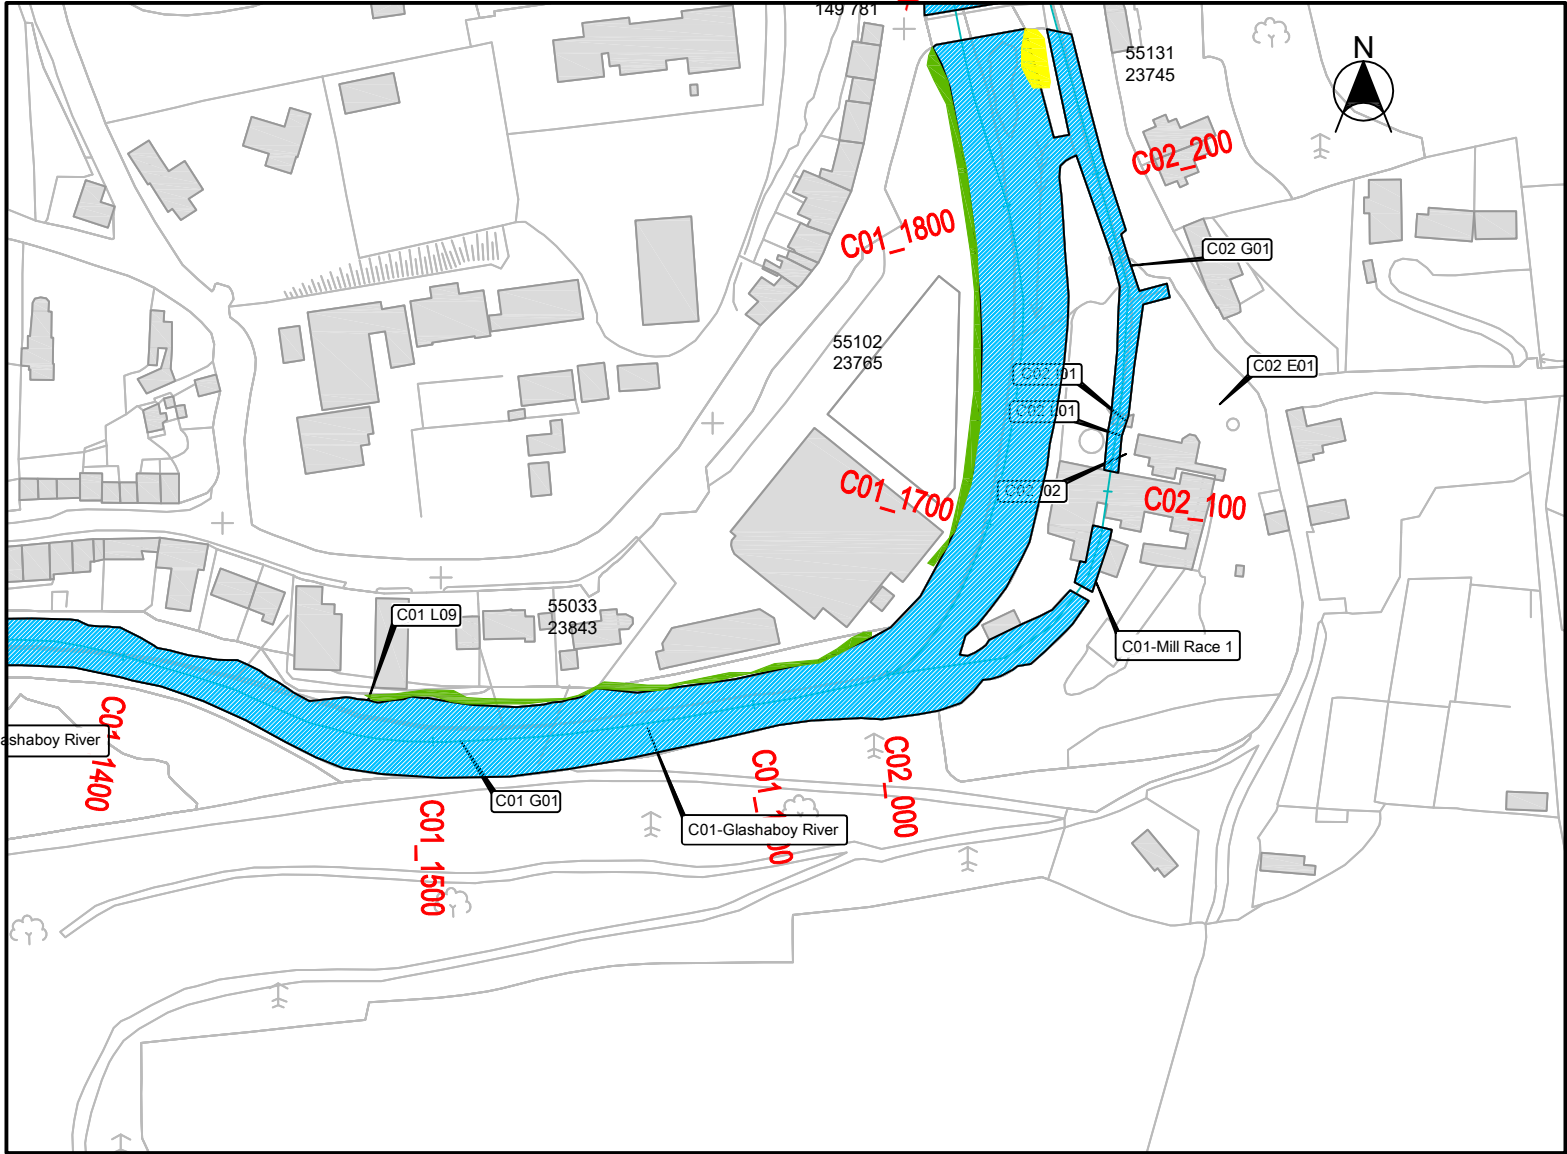 149 781
55131
23745
N
C02_200
C01_1800
C02 G01
55102
23765
C02 E01
C01_1700
C02_100
C01 L09
55033
23843
C01-Mill Race 1
ashaboy River
C01_1400
C01 G01
C01_1500
C01-Glashaboy River
C02_000